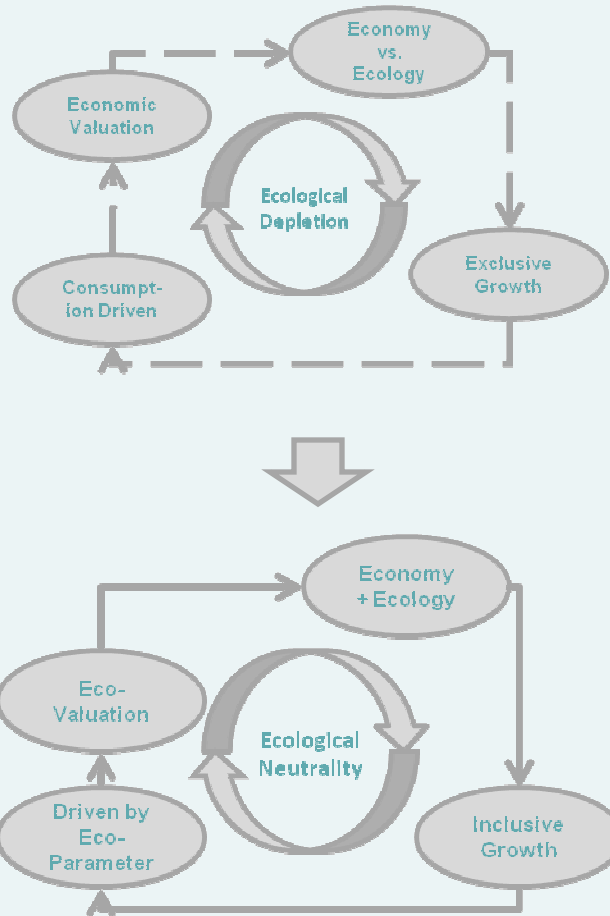 Economy
vs.
Ecology
Economic
Valuation
Ecological
Depletion
Exclusive
Growth
Consumpt-
ion Driven
Economy
+ Ecology
Eco-
Valuation
Ecological
Neutrality
Driven by
Eco-
Parameter
Inclusive
Growth